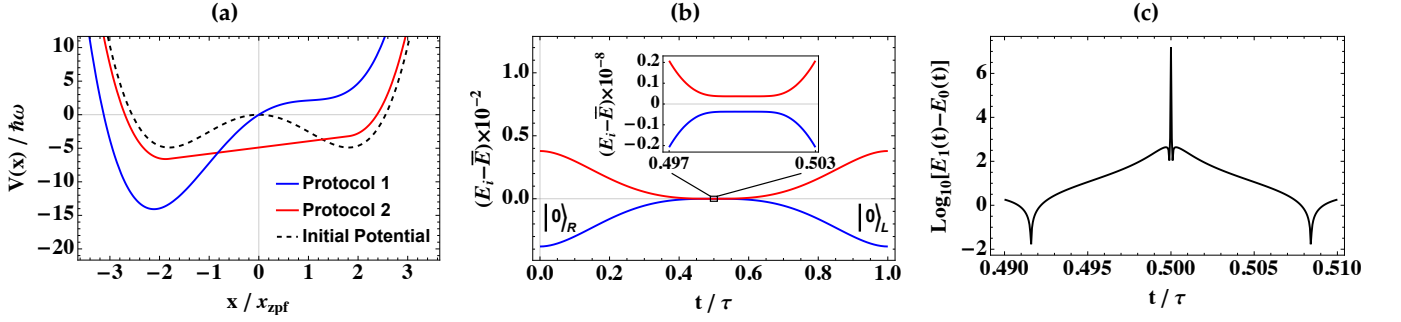 (a)
V(x) / ħω
10
5
0
−5
−10
−15
−20
Protocol 1
Protocol 2
Initial Potential
−3 −2 −1 0 1 2 3
x / x_zpf
(b)
(E_i−E̅)×10^−2
1.0
0.5
0.0
(E_i−E̅)×10^−8
0.2
0.1
0
−0.1
−0.2
0.497 0.503
|0⟩_R |0⟩_L
0.0 0.2 0.4 0.6 0.8 1.0
t / τ
(c)
Log_10[E_1(t)−E_0(t)]
6
4
2
0
−2
0.490 0.495 0.500 0.505 0.510
t / τ